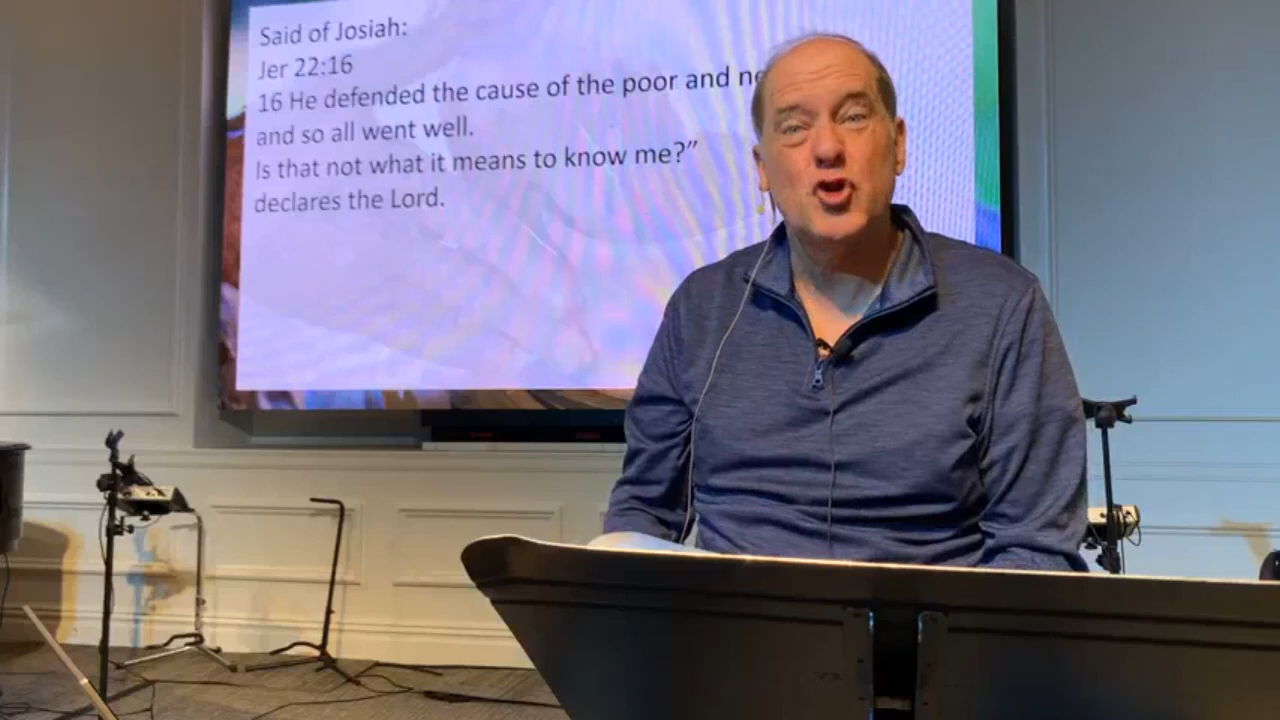 Said of Josiah:
Jer 22:16
16 He defended the cause of the poor and
and so all went well.
Is that not what it means to know me?”
declares the Lord.